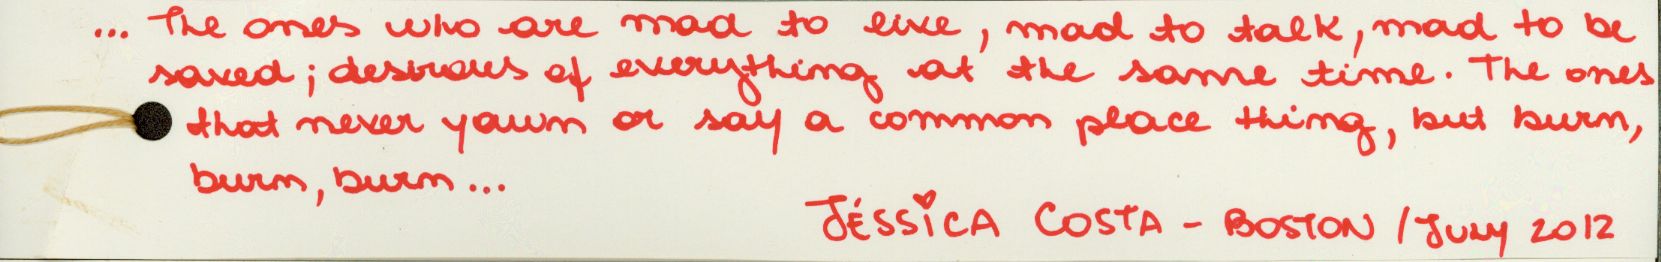 ... The ones who are mad to live, mad to talk, mad to be
saved; desirous of everything at the same time. The ones
that never yawn or say a common place thing, but burn,
burn, burn...
JÉSSICA COSTA - BOSTON / July 2012